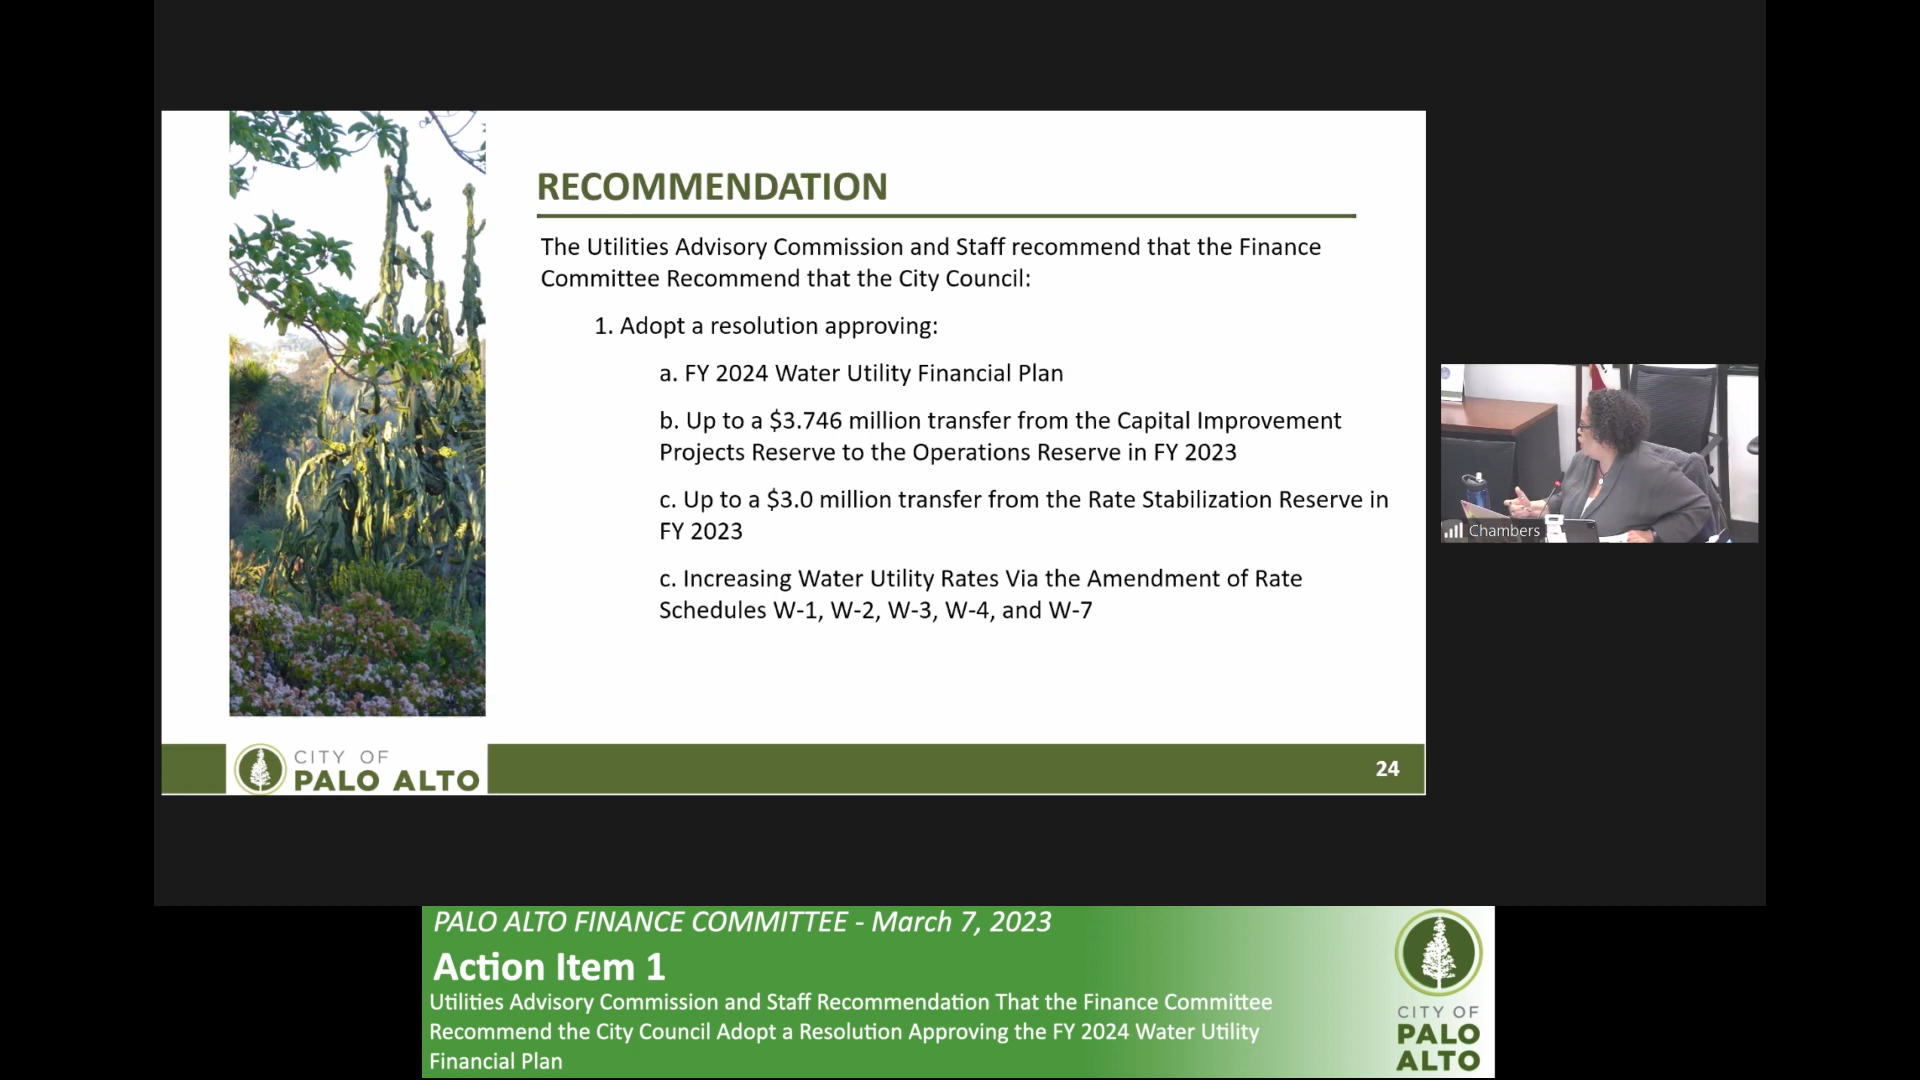 RECOMMENDATION
The Utilities Advisory Commission and Staff recommend that the Finance
Committee Recommend that the City Council:
1. Adopt a resolution approving:
a. FY 2024 Water Utility Financial Plan
b. Up to a $3.746 million transfer from the Capital Improvement
Projects Reserve to the Operations Reserve in FY 2023
c. Up to a $3.0 million transfer from the Rate Stabilization Reserve in
FY 2023
c. Increasing Water Utility Rates Via the Amendment of Rate
Schedules W-1, W-2, W-3, W-4, and W-7
CITY OF
PALO ALTO
24
Chambers
PALO ALTO FINANCE COMMITTEE - March 7, 2023
Action Item 1
Utilities Advisory Commission and Staff Recommendation That the Finance Committee
Recommend the City Council Adopt a Resolution Approving the FY 2024 Water Utility
Financial Plan
CITY OF
PALO
ALTO